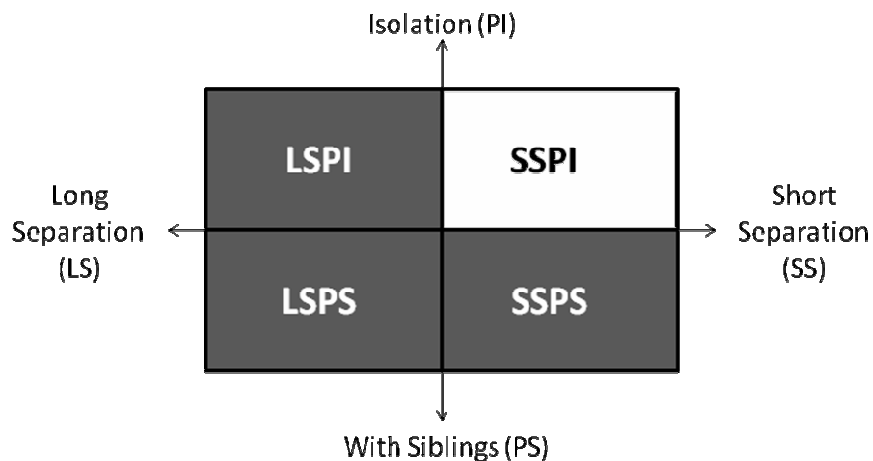 Isolation (PI)
LSPI
SSPI
Long
Separation
(LS)
Short
Separation
(SS)
LSPS
SSPS
With Siblings (PS)